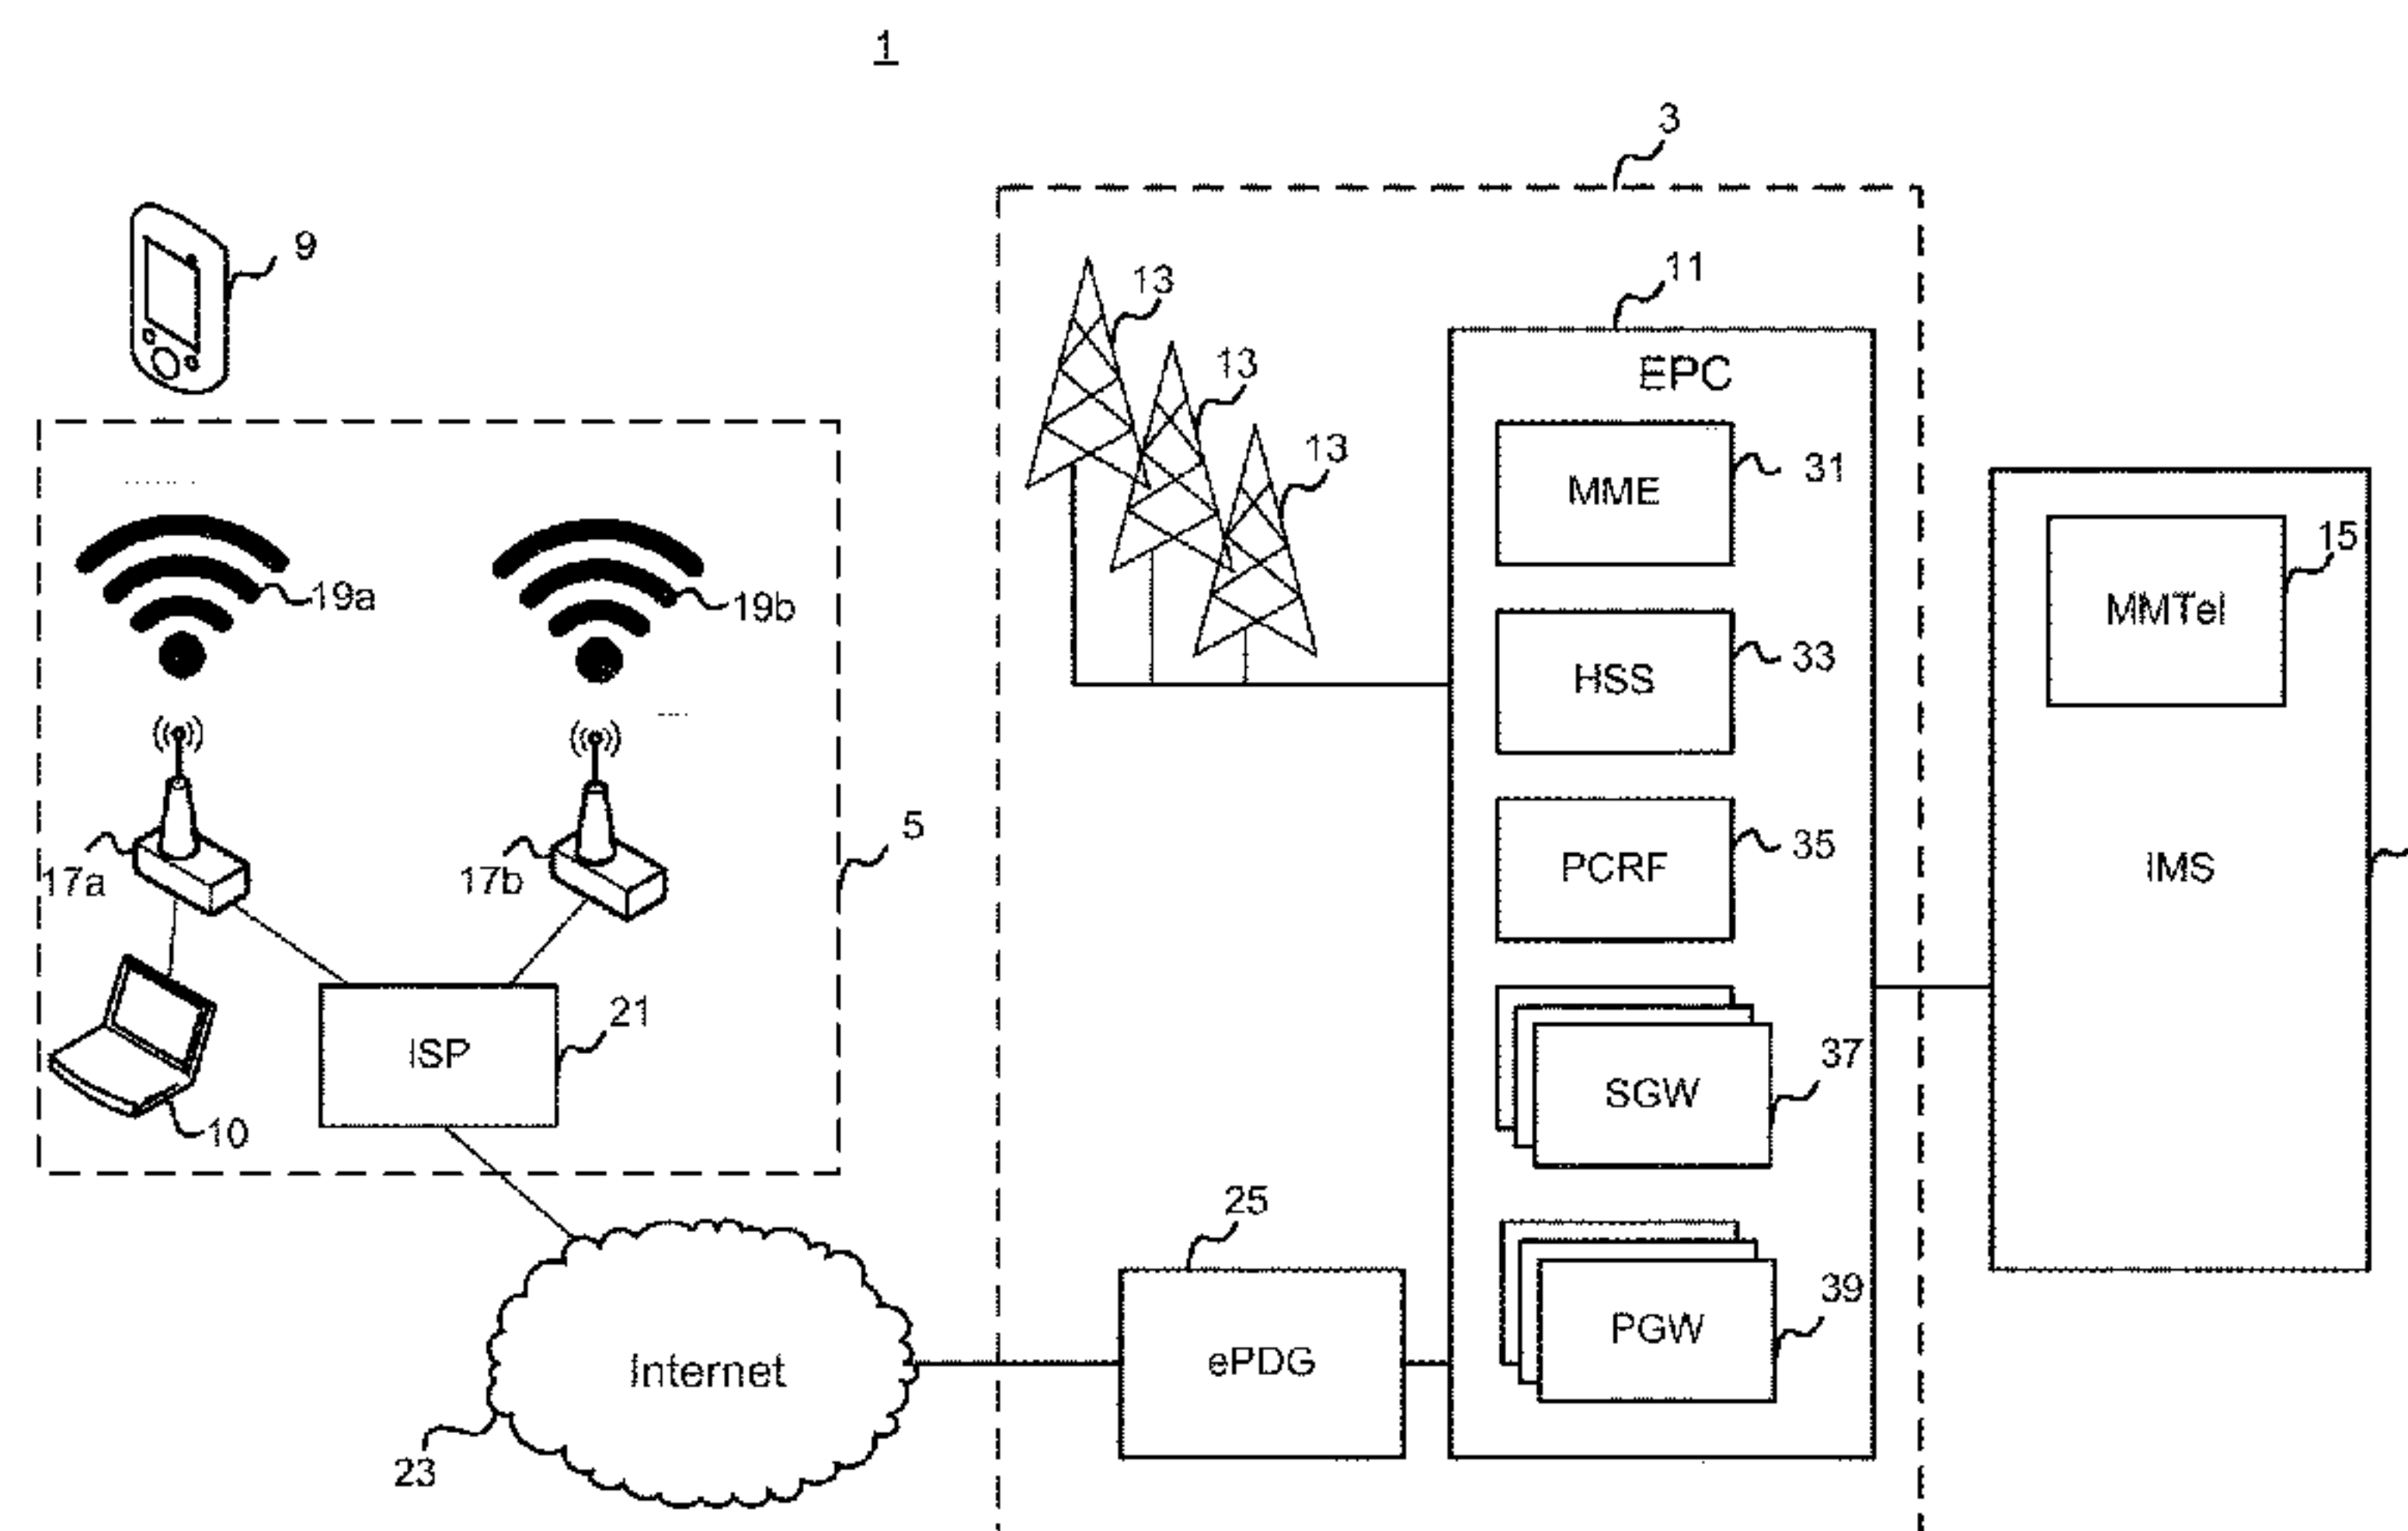 1
3
9
11
13
13
13
EPC
MME
31
15
MMTel
19a
19b
HSS
33
5
PCRF
35
IMS
17a
17b
21
ISP
37
SGW
10
25
39
PGW
ePDG
Internet
23